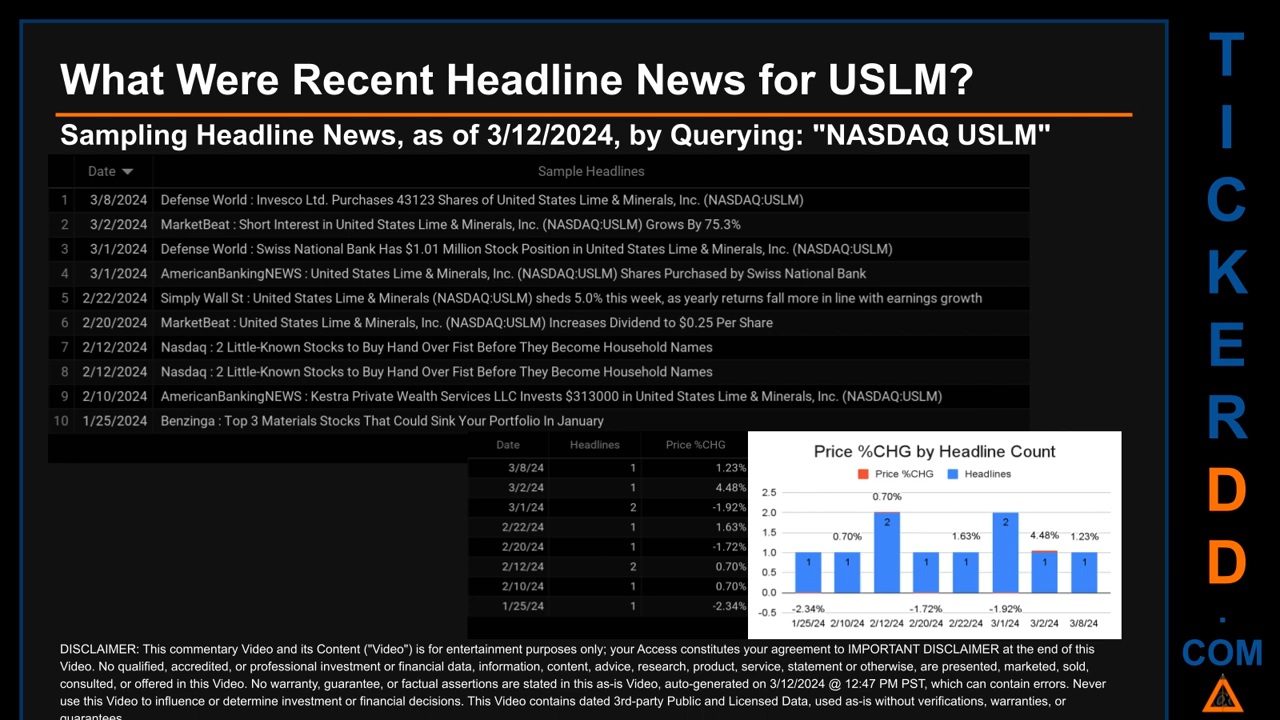 What Were Recent Headline News for USLM?
Sampling Headline News, as of 3/12/2024, by Querying: "NASDAQ USLM"
Date Sample Headlines
1 3/8/2024 Defense World : Invesco Ltd. Purchases 43123 Shares of United States Lime & Minerals, Inc. (NASDAQ:USLM)
2 3/2/2024 MarketBeat : Short Interest in United States Lime & Minerals, Inc. (NASDAQ:USLM) Grows By 75.3%
3 3/1/2024 Defense World : Swiss National Bank Has $1.01 Million Stock Position in United States Lime & Minerals, Inc. (NASDAQ:USLM)
4 3/1/2024 AmericanBankingNEWS : United States Lime & Minerals, Inc. (NASDAQ:USLM) Shares Purchased by Swiss National Bank
5 2/22/2024 Simply Wall St : United States Lime & Minerals (NASDAQ:USLM) sheds 5.0% this week, as yearly returns fall more in line with earnings growth
6 2/20/2024 MarketBeat : United States Lime & Minerals, Inc. (NASDAQ:USLM) Increases Dividend to $0.25 Per Share
7 2/12/2024 Nasdaq : 2 Little-Known Stocks to Buy Hand Over Fist Before They Become Household Names
8 2/12/2024 Nasdaq : 2 Little-Known Stocks to Buy Hand Over Fist Before They Become Household Names
9 2/10/2024 AmericanBankingNEWS : Kestra Private Wealth Services LLC Invests $313000 in United States Lime & Minerals, Inc. (NASDAQ:USLM)
10 1/25/2024 Benzinga : Top 3 Materials Stocks That Could Sink Your Portfolio In January
Date Headlines Price %CHG
3/8/24 1 1.23%
3/2/24 1 4.48%
3/1/24 2 -1.92%
2/22/24 1 1.63%
2/20/24 1 -1.72%
2/12/24 2 0.70%
2/10/24 1 0.70%
1/25/24 1 -2.34%
Price %CHG by Headline Count
Price %CHG Headlines
2.5
2.0
1.5
1.0
0.5
0.0
-0.5
0.70%
0.70% 1.63% 4.48% 1.23%
2 2
1 1 1 1 1 1
-2.34% -1.72% -1.92%
1/25/24 2/10/24 2/12/24 2/20/24 2/22/24 3/1/24 3/2/24 3/8/24
DISCLAIMER: This commentary Video and its Content ("Video") is for entertainment purposes only; your Access constitutes your agreement to IMPORTANT DISCLAIMER at the end of this
Video. No qualified, accredited, or professional investment or financial data, information, content, advice, research, product, service, statement or otherwise, are presented, marketed, sold,
consulted, or offered in this Video. No warranty, guarantee, or factual assertions are stated in this as-is Video, auto-generated on 3/12/2024 @ 12:47 PM PST, which can contain errors. Never
use this Video to influence or determine investment or financial decisions. This Video contains dated 3rd-party Public and Licensed Data, used as-is without verifications, warranties, or
guarantees.
T
I
C
K
E
R
D
D
.
COM